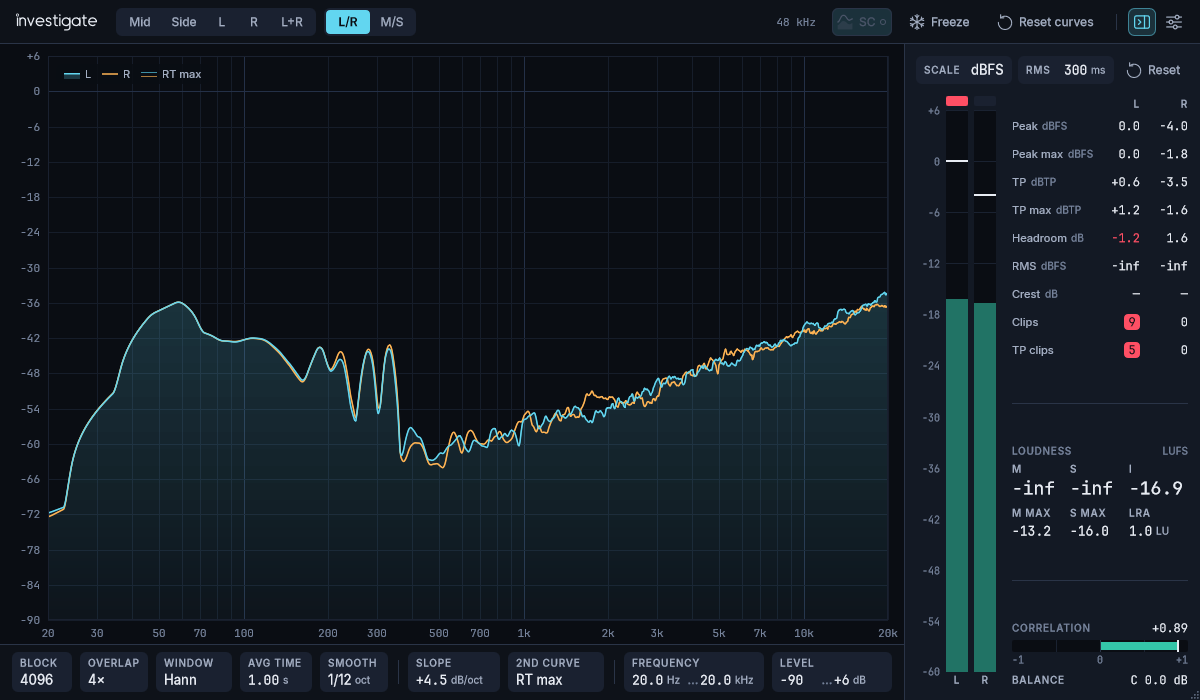 investigate Mid Side L R L+R L/R M/S 48 kHz SC Freeze Reset curves
SCALE dBFS RMS 300 ms Reset
L R RT max
+6
0
-6
-12
-18
-24
-30
-36
-42
-48
-54
-60
-66
-72
-78
-84
-90
20 30 50 70 100 200 300 500 700 1k 2k 3k 5k 7k 10k 20k
+6
0
-6
-12
-18
-24
-30
-36
-42
-48
-54
-60
L R
L R
Peak dBFS 0.0 -4.0
Peak max dBFS 0.0 -1.8
TP dBTP +0.6 -3.5
TP max dBTP +1.2 -1.6
Headroom dB -1.2 1.6
RMS dBFS -inf -inf
Crest dB — —
Clips 9 0
TP clips 5 0
LOUDNESS LUFS
M S I
-inf -inf -16.9
M MAX S MAX LRA
-13.2 -16.0 1.0 LU
CORRELATION +0.89
-1 0 +1
BALANCE C 0.0 dB
BLOCK OVERLAP WINDOW AVG TIME SMOOTH SLOPE 2ND CURVE FREQUENCY LEVEL
4096 4× Hann 1.00 s 1/12 oct +4.5 dB/oct RT max 20.0 Hz ...20.0 kHz -90 ...+6 dB